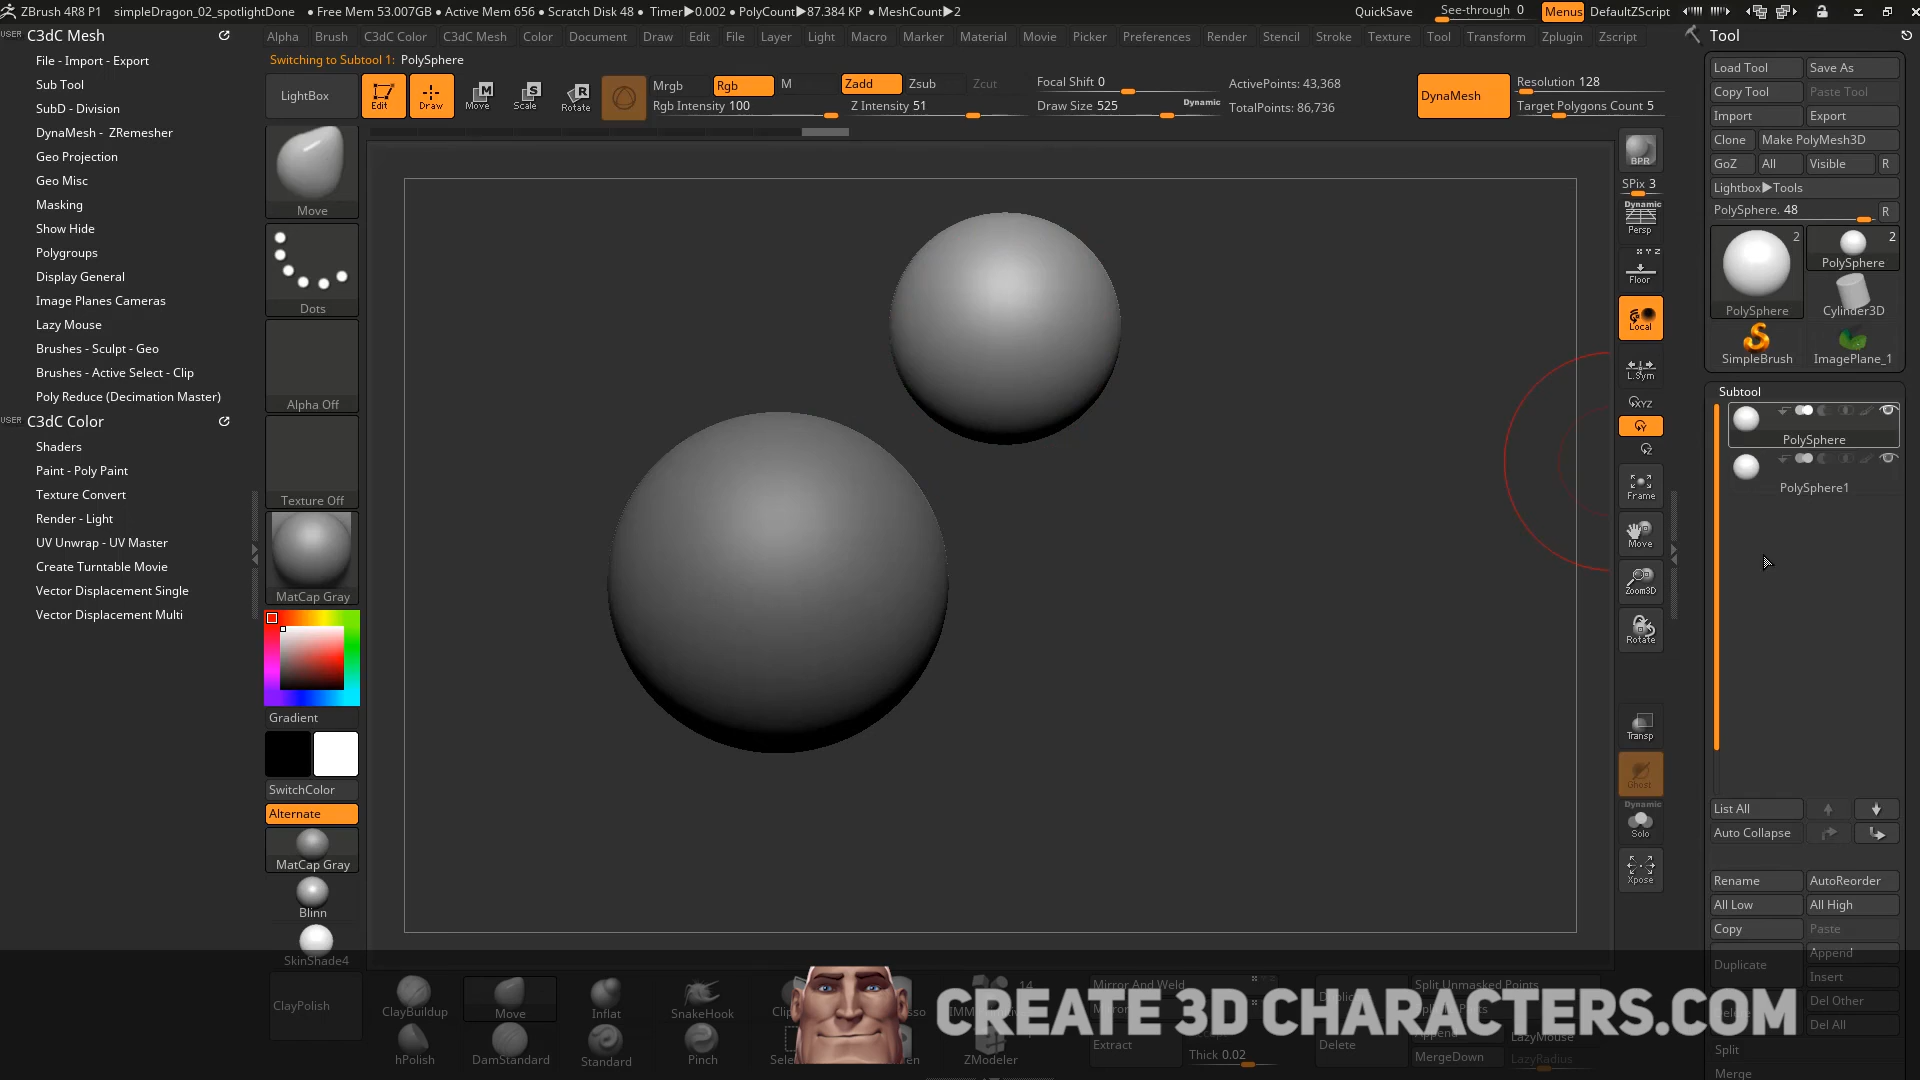 ZBrush 4R8 P1 simpleDragon_02_spotlightDone • Free Mem 53.007GB • Active Mem 656 • Scratch Disk 48 • Timer▶0.002 • PolyCount▶87.384 KP • MeshCount▶2 QuickSave See-through 0 Menus DefaultZScript
USER C3dC Mesh
File - Import - Export
Sub Tool
SubD - Division
DynaMesh - ZRemesher
Geo Projection
Geo Misc
Masking
Show Hide
Polygroups
Display General
Image Planes Cameras
Lazy Mouse
Brushes - Sculpt - Geo
Brushes - Active Select - Clip
Poly Reduce (Decimation Master)
USER C3dC Color
Shaders
Paint - Poly Paint
Texture Convert
Render - Light
UV Unwrap - UV Master
Create Turntable Movie
Vector Displacement Single
Vector Displacement Multi
Alpha Brush C3dC Color C3dC Mesh Color Document Draw Edit File Layer Light Macro Marker Material Movie Picker Preferences Render Stencil Stroke Texture Tool Transform Zplugin Zscript
Switching to Subtool 1: PolySphere
LightBox Edit Draw Move Scale Rotate
Mrgb Rgb M Zadd Zsub Zcut
Rgb Intensity 100 Z Intensity 51
Focal Shift 0
Draw Size 525 Dynamic
ActivePoints: 43,368
TotalPoints: 86,736
DynaMesh
Resolution 128
Target Polygons Count 5
Move
Dots
Alpha Off
Texture Off
MatCap Gray
Gradient
SwitchColor
Alternate
MatCap Gray
Blinn
SkinShade4
BPR
SPix 3
Dynamic
Persp
X Y Z
Floor
Local
L.Sym
XYZ
Y
Z
Frame
Move
Zoom3D
Rotate
Transp
Ghost
Dynamic
Solo
Xpose
Tool
Load Tool Save As
Copy Tool Paste Tool
Import Export
Clone Make PolyMesh3D
GoZ All Visible R
Lightbox▶Tools
PolySphere. 48 R
2 2
PolySphere
PolySphere Cylinder3D
SimpleBrush ImagePlane_1
Subtool
PolySphere
PolySphere1
List All
Auto Collapse
Rename AutoReorder
All Low All High
Copy Paste
Duplicate Append
Insert
Del Other
Del All
Split
Merge
ClayPolish ClayBuildup Move Inflat SnakeHook
hPolish DamStandard Standard Pinch ZModeler
14
Mirror And Weld
Extract
Thick 0.02
Delete
Split Unmasked Points
MergeDown
LazyMouse
LazyRadius
CREATE 3D CHARACTERS.COM